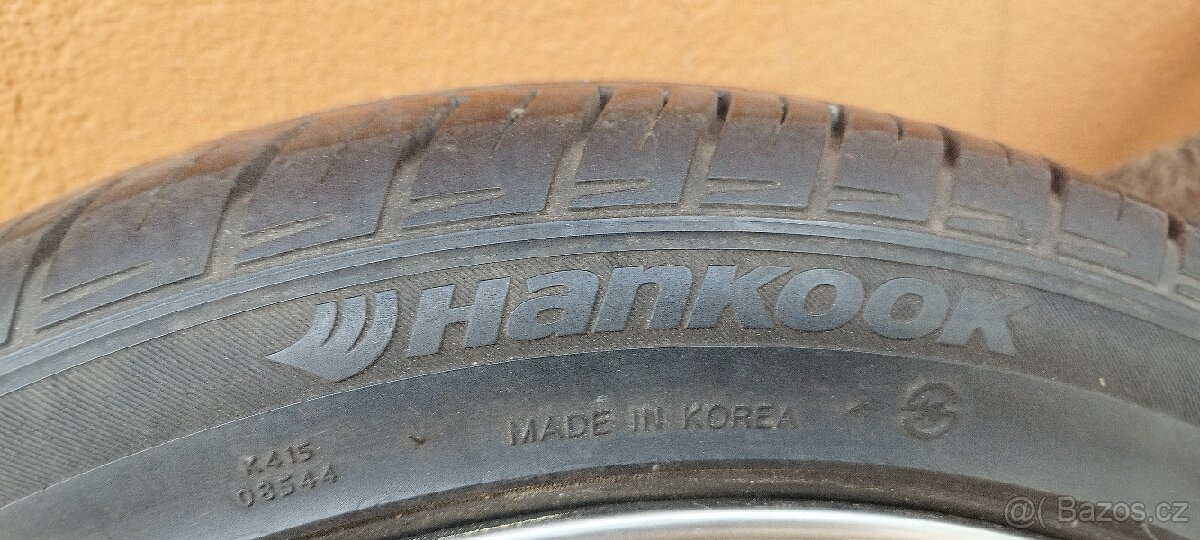 Hankook
MADE IN KOREA
K415
08544
@( Bazos.cz